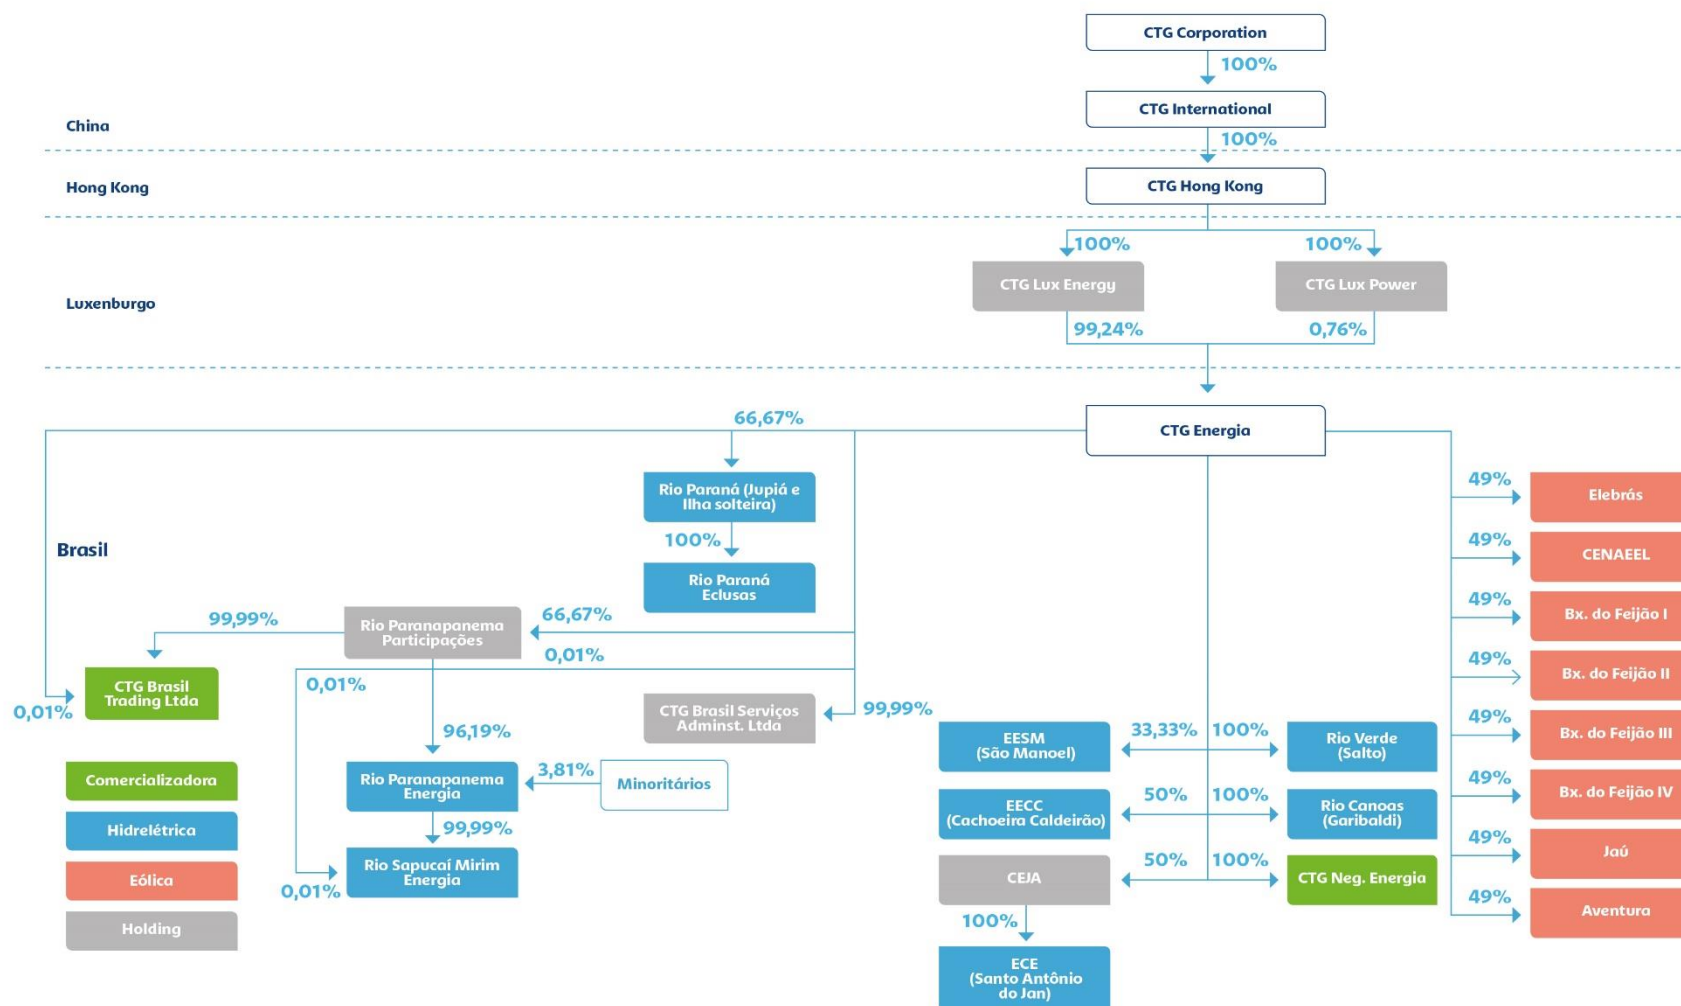 CTG Corporation
100%
CTG International
China
100%
Hong Kong
CTG Hong Kong
100%
100%
CTG Lux Energy
CTG Lux Power
Luxenburgo
99,24%
0,76%
66,67%
CTG Energia
Rio Paraná (Jupiá e
Ilha solteira)
100%
Rio Paraná
Eclusas
Brasil
99,99%
Rio Paranapanema
Participações
66,67%
0,01%
0,01%
CTG Brasil
Trading Ltda
0,01%
CTG Brasil Serviços
Adminst. Ltda
99,99%
96,19%
Rio Paranapanema
Energia
3,81%
Minoritários
99,99%
Rio Sapucaí Mirim
Energia
0,01%
Comercializadora
Hidrelétrica
Eólica
Holding
EESM
(São Manoel)
33,33%
100%
Rio Verde
(Salto)
EECC
(Cachoeira Caldeirão)
50%
100%
Rio Canoas
(Garibaldi)
CEJA
50%
100%
CTG Neg. Energia
100%
ECE
(Santo Antônio
do Jan)
49%
Elebrás
49%
CENAEEL
49%
Bx. do Feijão I
49%
Bx. do Feijão II
49%
Bx. do Feijão III
49%
Bx. do Feijão IV
49%
Jaú
49%
Aventura